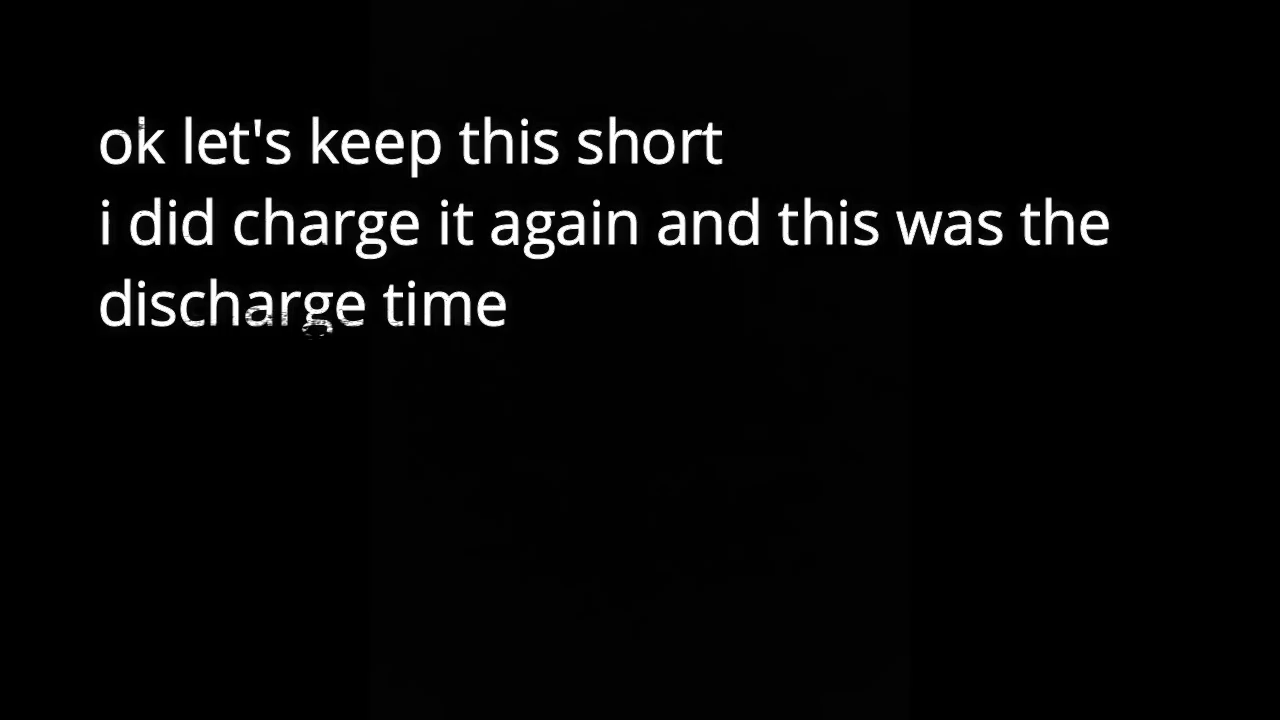 ok let's keep this short
i did charge it again and this was the
discharge time